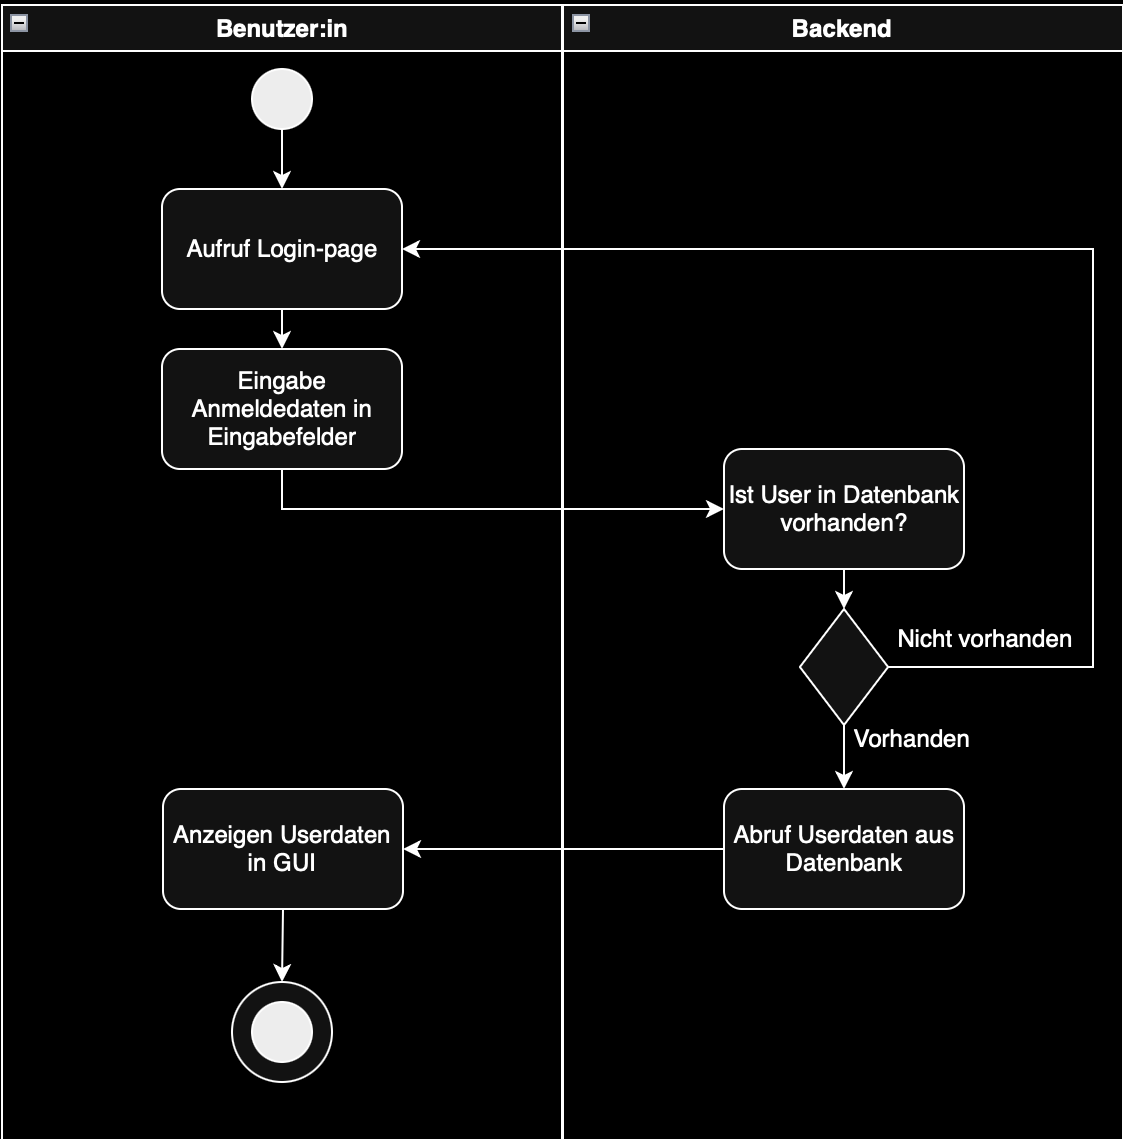 Benutzer:in
Backend
Aufruf Login-page
Eingabe
Anmeldedaten in
Eingabefelder
Ist User in Datenbank
vorhanden?
Nicht vorhanden
Vorhanden
Anzeigen Userdaten
in GUI
Abruf Userdaten aus
Datenbank